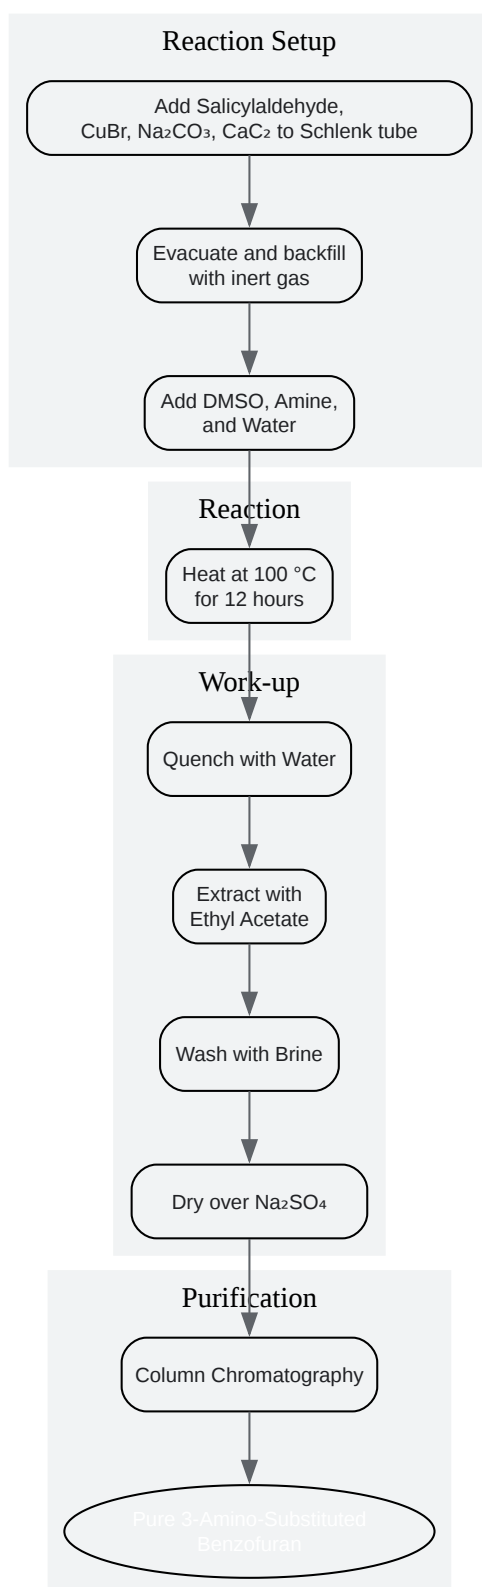 Reaction Setup
Add Salicylaldehyde,
CuBr, Na₂CO₃, CaC₂ to Schlenk tube
Evacuate and backfill
with inert gas
Add DMSO, Amine,
and Water
Reaction
Heat at 100 °C
for 12 hours
Work-up
Quench with Water
Extract with
Ethyl Acetate
Wash with Brine
Dry over Na₂SO₄
Purification
Column Chromatography
Pure 3-Amino-Substituted
Benzofuran